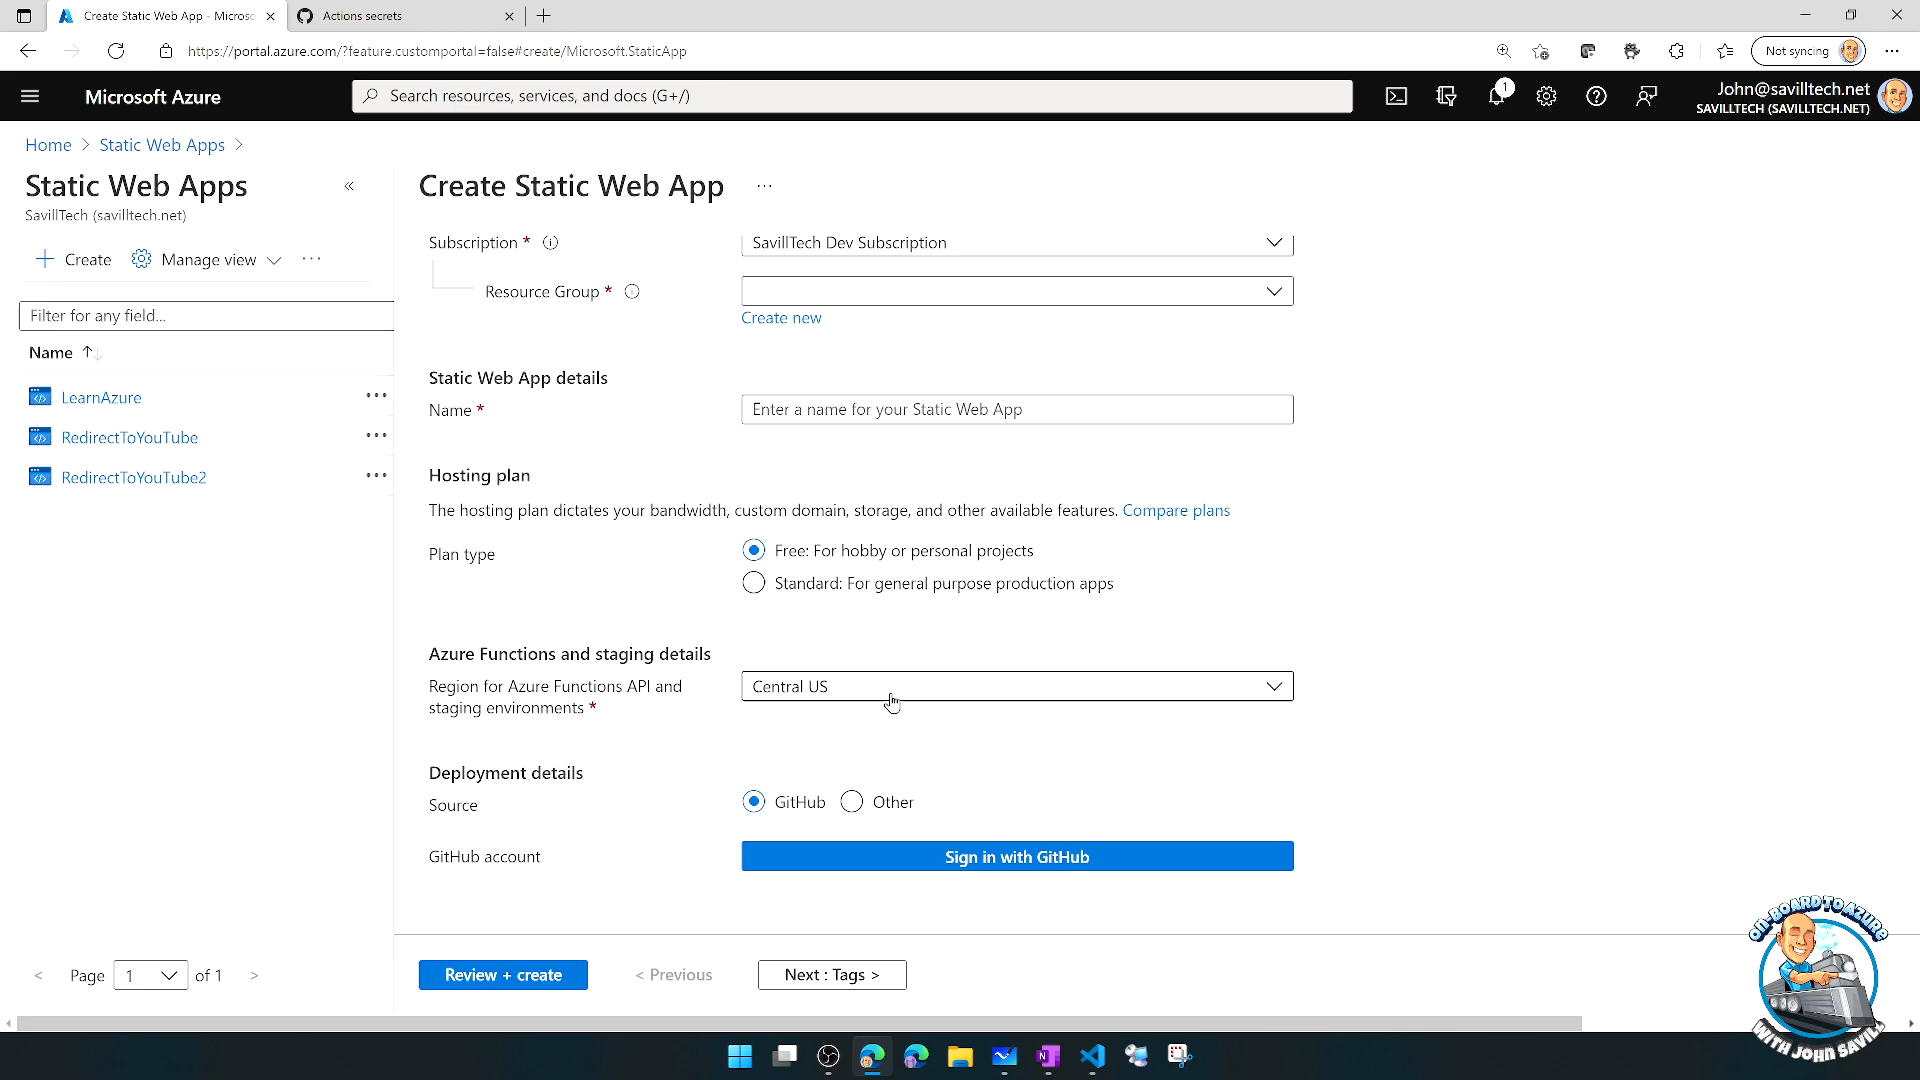 Create Static Web App - Microso
Actions secrets
https://portal.azure.com/?feature.customportal=false#create/Microsoft.StaticApp
Not syncing
Microsoft Azure
Search resources, services, and docs (G+/)
1
John@savilltech.net
SAVILLTECH (SAVILLTECH.NET)
Home > Static Web Apps >
Static Web Apps
SavillTech (savilltech.net)
Create
Manage view
Filter for any field...
Name
LearnAzure
RedirectToYouTube
RedirectToYouTube2
Page 1 of 1
Create Static Web App
Subscription *
SavillTech Dev Subscription
Resource Group *
Create new
Static Web App details
Name *
Enter a name for your Static Web App
Hosting plan
The hosting plan dictates your bandwidth, custom domain, storage, and other available features. Compare plans
Plan type
Free: For hobby or personal projects
Standard: For general purpose production apps
Azure Functions and staging details
Region for Azure Functions API and
staging environments *
Central US
Deployment details
Source
GitHub
Other
GitHub account
Sign in with GitHub
Review + create
< Previous
Next : Tags >
ON-BOARD TO AZURE
WITH JOHN SAVILL